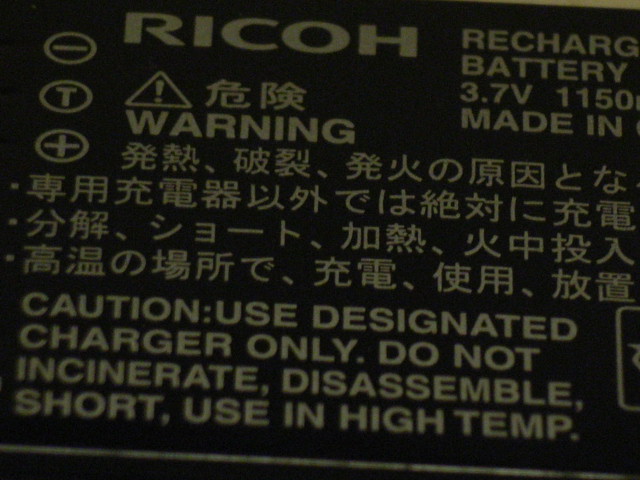 RICOH
RECHARG
BATTERY
3.7V 1150
MADE IN
T
危険
WARNING
発熱、破裂、発火の原因とな
・専用充電器以外では絶対に充電
・分解、ショート、加熱、火中投入
・高温の場所で、充電、使用、放置
CAUTION:USE DESIGNATED
CHARGER ONLY. DO NOT
INCINERATE, DISASSEMBLE,
SHORT, USE IN HIGH TEMP.